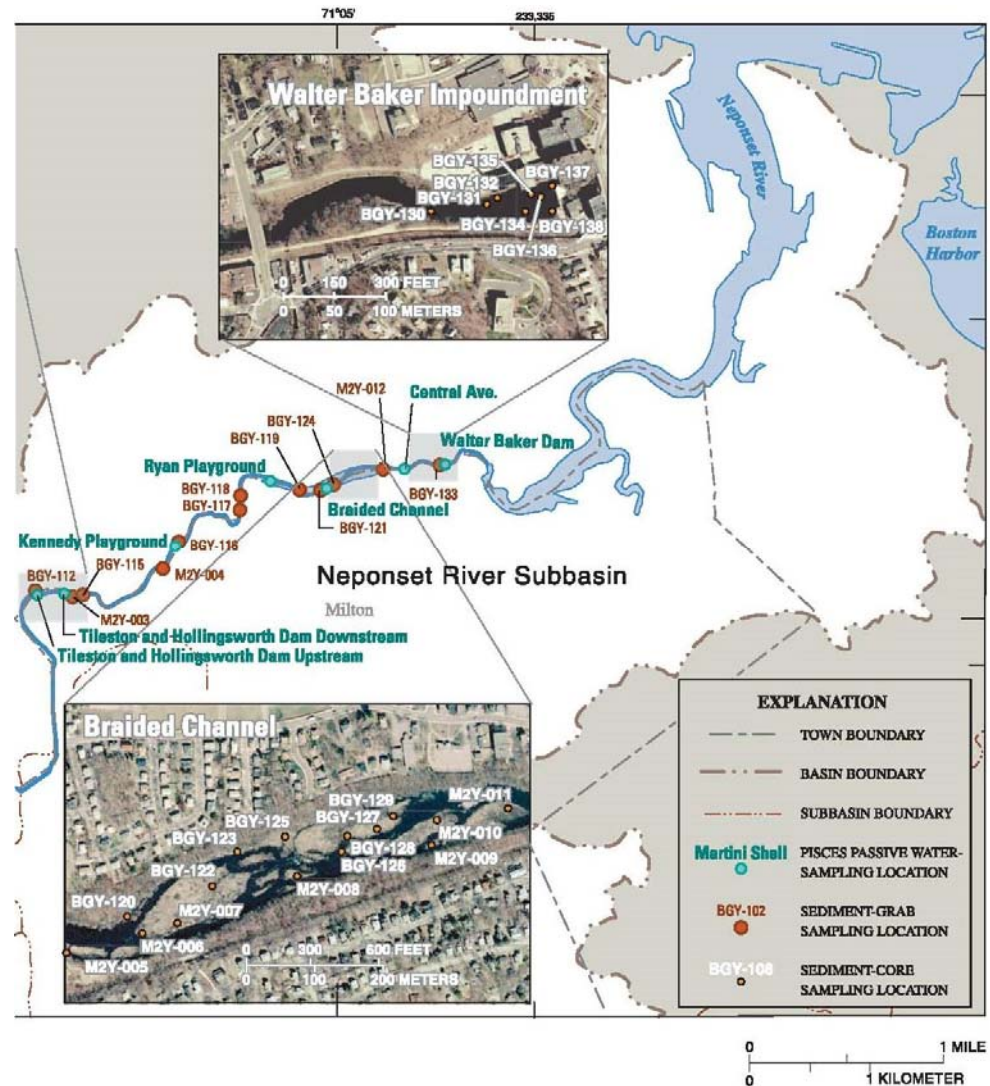 71°05'
233,335
Walter Baker Impoundment
BGY-135
BGY-137
BGY-132
BGY-131
BGY-130
BGY-134
BGY-138
BGY-136
0 150 300 FEET
0 50 100 METERS
Neponset
River
Boston
Harbor
M2Y-012
Central Ave.
BGY-124
BGY-119
Walter Baker Dam
Ryan Playground
BGY-118
BGY-133
BGY-117
Braided Channel
BGY-121
Kennedy Playground
BGY-116
BGY-115
BGY-112
M2Y-004
Neponset River Subbasin
Milton
M2Y-003
Tileston and Hollingsworth Dam Downstream
Tileston and Hollingsworth Dam Upstream
Braided Channel
M2Y-011
BGY-129
BGY-125
BGY-127
BGY-123
M2Y-010
BGY-128
BGY-126
M2Y-009
BGY-122
M2Y-008
M2Y-007
BGY-120
M2Y-006
M2Y-005
0 300 600 FEET
0 100 200 METERS
EXPLANATION
TOWN BOUNDARY
BASIN BOUNDARY
SUBBASIN BOUNDARY
Martini Shell PISCES PASSIVE WATER-
SAMPLING LOCATION
BGY-102 SEDIMENT-GRAB
SAMPLING LOCATION
BGY-108 SEDIMENT-CORE
SAMPLING LOCATION
0 1 MILE
0 1 KILOMETER